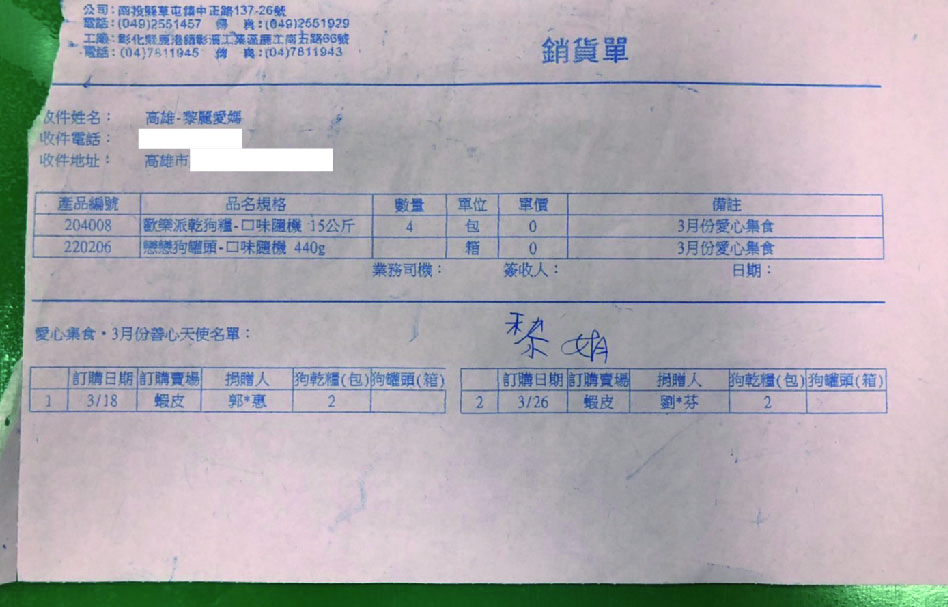 公司：南投縣草屯鎮中正路137-26號
電話：(049)2551457 傳 真：(049)2551929
工廠：彰化縣鹿港鎮彰濱工業區鹿工南五路66號
電話：(04)7811945 傳 真：(04)7811943
銷貨單
收件姓名： 高雄-黎麗愛媽
收件電話：
收件地址： 高雄市
產品編號 品名規格 數量 單位 單價 備註
204008 歡樂派乾狗糧-口味隨機 15公斤 4 包 0 3月份愛心集食
220206 戀戀狗罐頭-口味隨機 440g 箱 0 3月份愛心集食
業務司機： 簽收人： 日期：
愛心集食・3月份善心天使名單：
黎
訂購日期 訂購賣場 捐贈人 狗乾糧(包) 狗罐頭(箱) 訂購日期 訂購賣場 捐贈人 狗乾糧(包) 狗罐頭(箱)
1 3/18 蝦皮 郭*惠 2 2 3/26 蝦皮 劉*芬 2